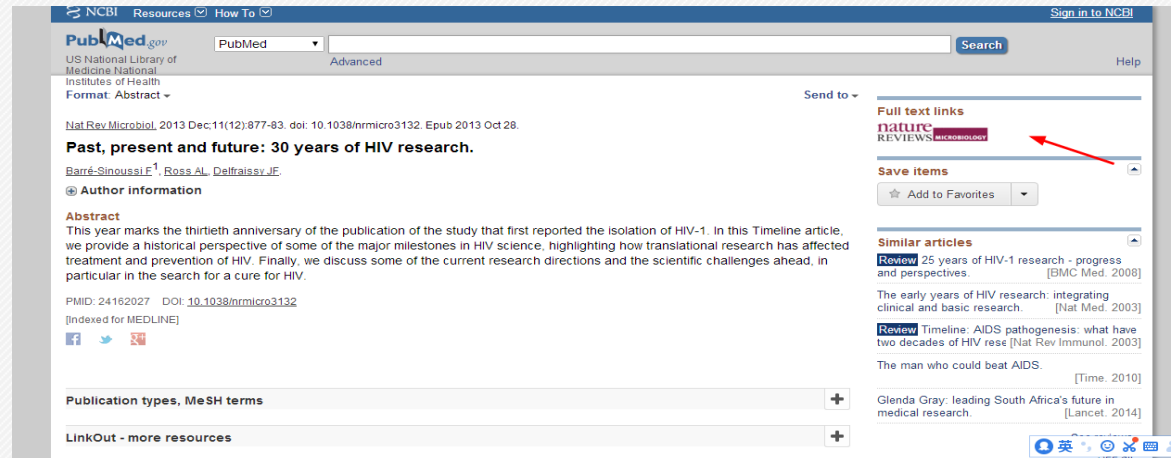 NCBI Resources How To Sign in to NCBI
PubMed.gov
US National Library of
Medicine National
Institutes of Health
PubMed
Search
Advanced
Help
Format: Abstract
Send to
Nat Rev Microbiol. 2013 Dec;11(12):877-83. doi: 10.1038/nrmicro3132. Epub 2013 Oct 28.
Past, present and future: 30 years of HIV research.
Barré-Sinoussi F1, Ross AL, Delfraissy JF.
Author information
Abstract
This year marks the thirtieth anniversary of the publication of the study that first reported the isolation of HIV-1. In this Timeline article,
we provide a historical perspective of some of the major milestones in HIV science, highlighting how translational research has affected
treatment and prevention of HIV. Finally, we discuss some of the current research directions and the scientific challenges ahead, in
particular in the search for a cure for HIV.
PMID: 24162027 DOI: 10.1038/nrmicro3132
[Indexed for MEDLINE]
Publication types, MeSH terms
LinkOut - more resources
Full text links
nature
REVIEWS MICROBIOLOGY
Save items
Add to Favorites
Similar articles
Review 25 years of HIV-1 research - progress
and perspectives. [BMC Med. 2008]
The early years of HIV research: integrating
clinical and basic research. [Nat Med. 2003]
Review Timeline: AIDS pathogenesis: what have
two decades of HIV rese [Nat Rev Immunol. 2003]
The man who could beat AIDS.
[Time. 2010]
Glenda Gray: leading South Africa's future in
medical research. [Lancet. 2014]
英